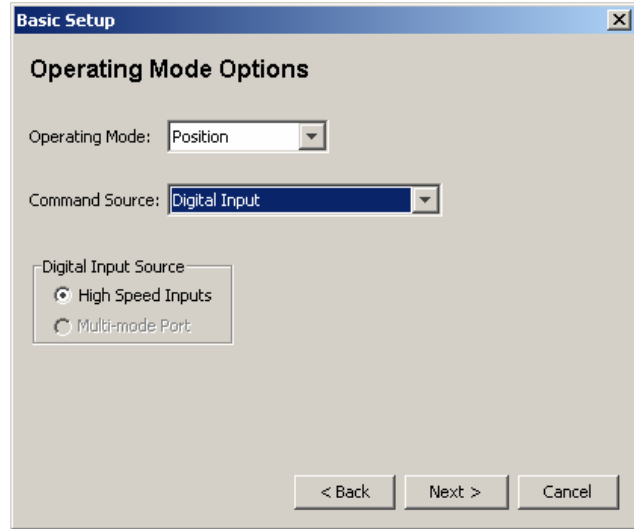 Basic Setup
Operating Mode Options
Operating Mode: Position
Command Source: Digital Input
Digital Input Source
High Speed Inputs
Multi-mode Port
< Back Next > Cancel